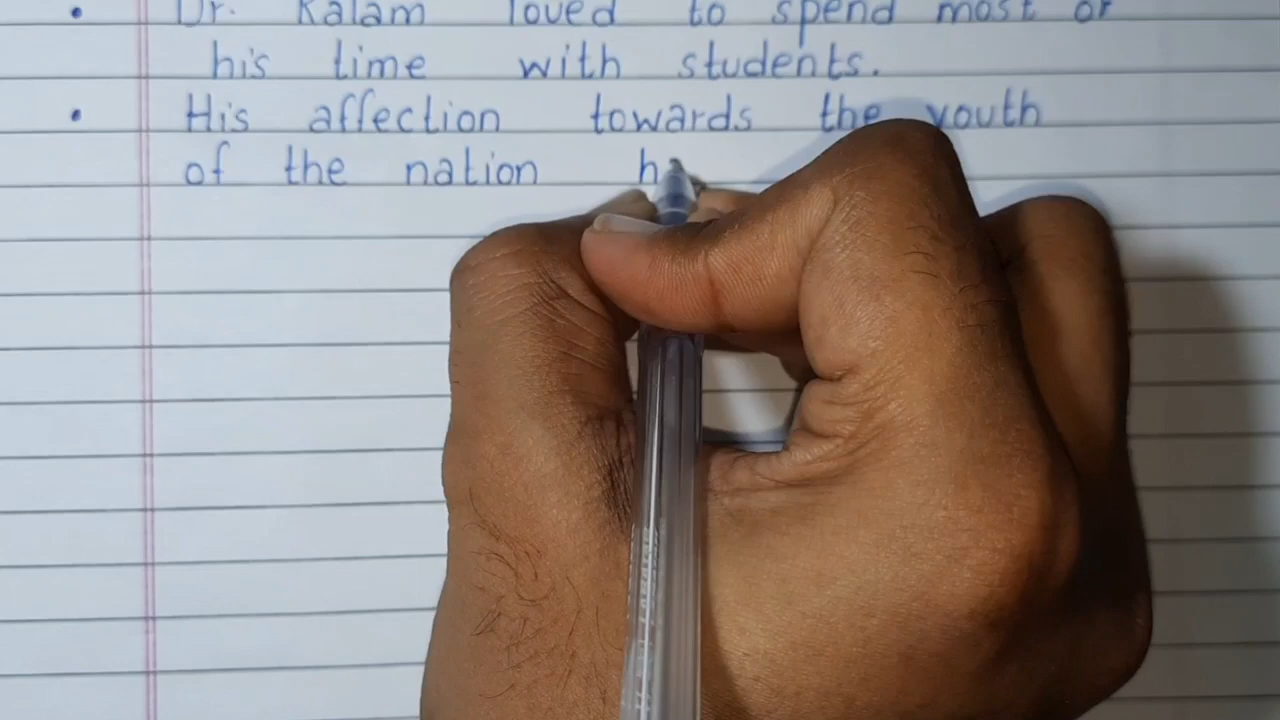 • Dr. Kalam loved to spend most of
his time with students.
• His affection towards the youth
of the nation